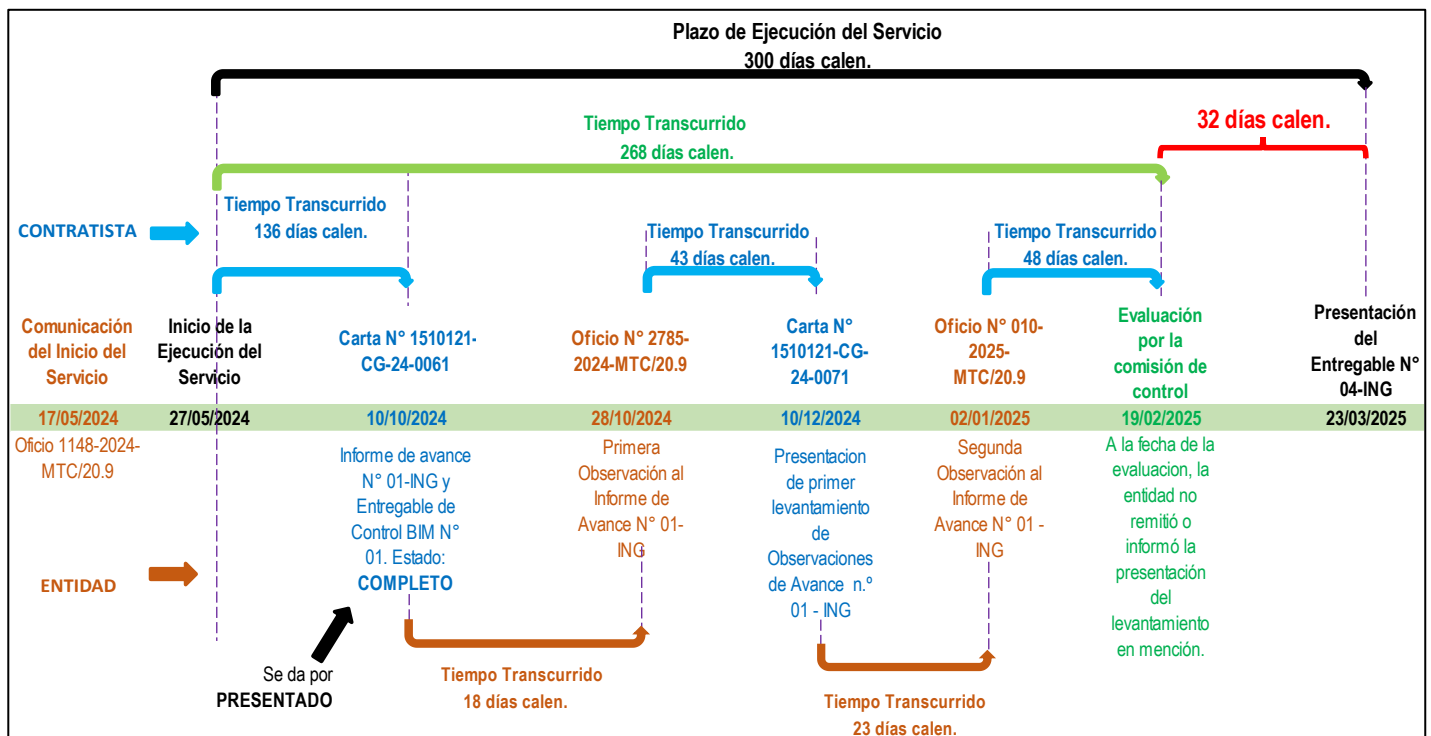 Plazo de Ejecución del Servicio
300 días calen.
32 días calen.
Tiempo Transcurrido
268 días calen.
CONTRATISTA
Tiempo Transcurrido
136 días calen.
Tiempo Transcurrido
43 días calen.
Tiempo Transcurrido
48 días calen.
Comunicación
del Inicio del
Servicio
Inicio de la
Ejecución del
Servicio
Carta N° 1510121-
CG-24-0061
Oficio N° 2785-
2024-MTC/20.9
Carta N°
1510121-CG-
24-0071
Oficio N° 010-
2025-
MTC/20.9
Evaluación
por la
comisión de
control
Presentación
del
Entregable N°
04-ING
17/05/2024
27/05/2024
10/10/2024
28/10/2024
10/12/2024
02/01/2025
19/02/2025
23/03/2025
Oficio 1148-2024-
MTC/20.9
Informe de avance
N° 01-ING y
Entregable de
Control BIM N°
01. Estado:
COMPLETO
Primera
Observación al
Informe de
Avance N° 01-
ING
Presentacion
de primer
levantamiento
de
Observaciones
de Avance n.º
01 - ING
Segunda
Observación al
Informe de
Avance N° 01 -
ING
A la fecha de la
evaluacion, la
entidad no
remitió o
informó la
presentación
del
levantamiento
en mención.
ENTIDAD
Se da por
PRESENTADO
Tiempo Transcurrido
18 días calen.
Tiempo Transcurrido
23 días calen.